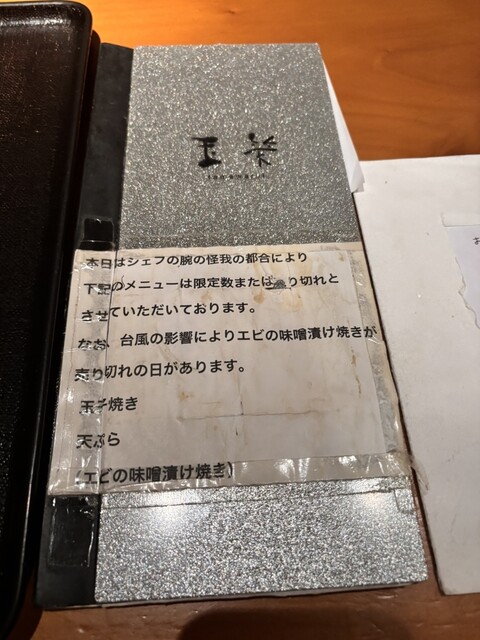 本日はシェフの腕の怪我の都合により
下記のメニューは限定数または売り切れと
させていただいております。
なお、台風の影響によりエビの味噌漬け焼きが
売り切れの日があります。
玉子焼き
天ぷら
(エビの味噌漬け焼き)